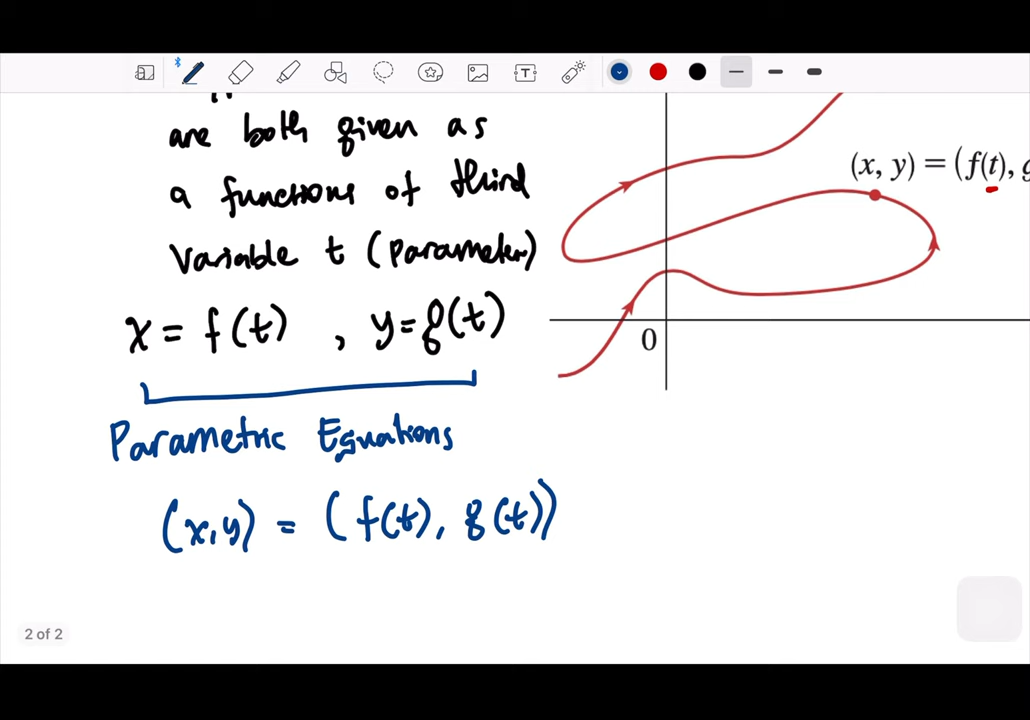 are both given as
a functions of third
variable t (parameter)
x = f(t) , y = g(t)
Parametric Equations
(x,y) = (f(t), g(t))
(x, y) = (f(t), g
0
2 of 2
T